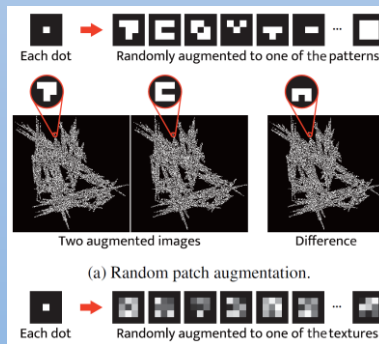 ...
Each dot
Randomly augmented to one of the patterns
Two augmented images
Difference
(a) Random patch augmentation.
...
Each dot
Randomly augmented to one of the textures